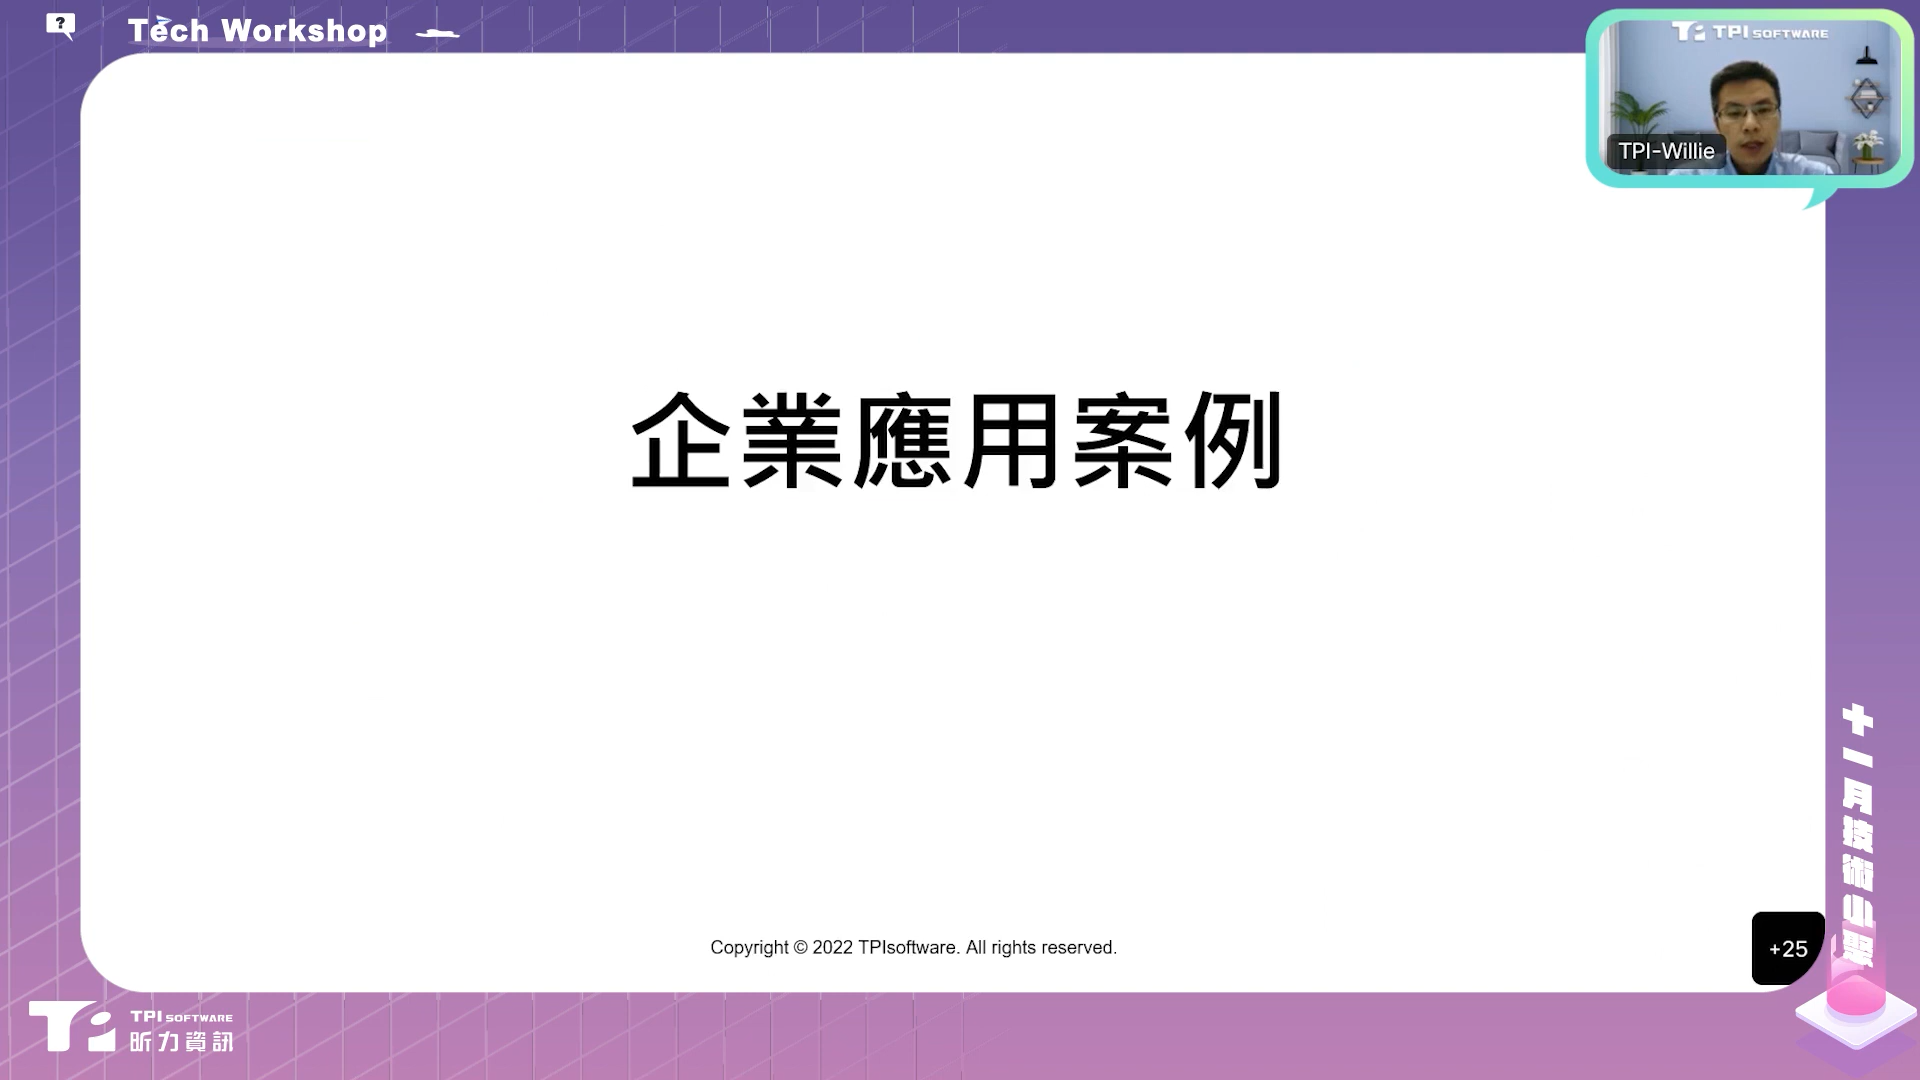 ?
Tech Workshop
TPI SOFTWARE
TPI-Willie
企業應用案例
十一月技術小聚
Copyright © 2022 TPIsoftware. All rights reserved.
+25
TPI SOFTWARE
昕力資訊